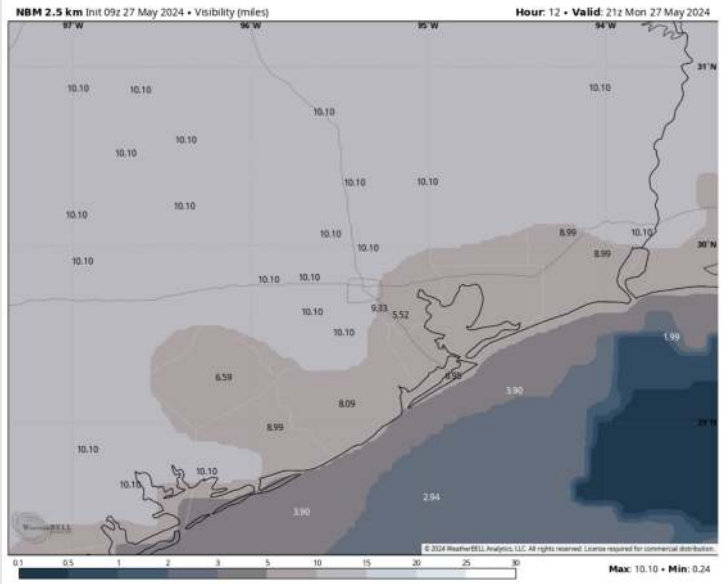 NBM 2.5 km Init 09z 27 May 2024 • Visibility (miles) Hour: 12 • Valid: 21z Mon 27 May 2024
97°W 96°W 95°W 94°W
31°N
10.10 10.10 10.10
10.10
10.10
10.10
10.10 10.10
10.10
10.10
10.10 8.99 10.10
30°N
10.10
8.99
10.10
10.10 10.10
10.10 9.33 5.52
10.10
1.99
6.59 8.98
3.90
8.09
8.99
29°N
10.10
10.10
10.10
2.94
3.90
WeatherBELL
© 2024 WeatherBELL Analytics, LLC. All rights reserved. License required for commercial distribution.
0.1 0.5 1 2 3 5 10 15 20 25 30
Max: 10.10 • Min: 0.24